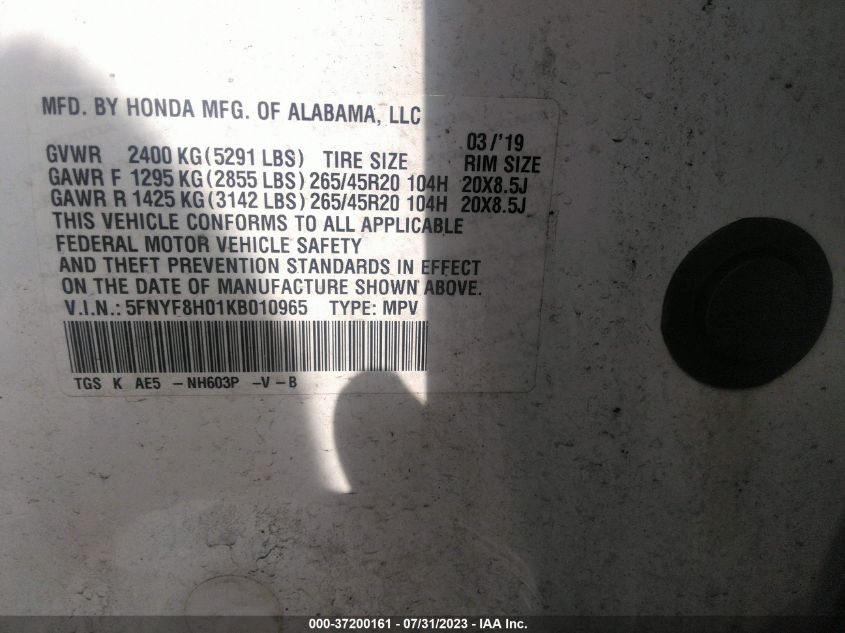 MFD. BY HONDA MFG. OF ALABAMA, LLC
03/'19
GVWR 2400 KG(5291 LBS) TIRE SIZE RIM SIZE
GAWR F 1295 KG(2855 LBS) 265/45R20 104H 20X8.5J
GAWR R 1425 KG(3142 LBS) 265/45R20 104H 20X8.5J
THIS VEHICLE CONFORMS TO ALL APPLICABLE
FEDERAL MOTOR VEHICLE SAFETY
AND THEFT PREVENTION STANDARDS IN EFFECT
ON THE DATE OF MANUFACTURE SHOWN ABOVE.
V.I.N.: 5FNYF8H01KB010965 TYPE: MPV
TGS K AE5 -NH603P -V-B
000-37200161 - 07/31/2023 - IAA Inc.